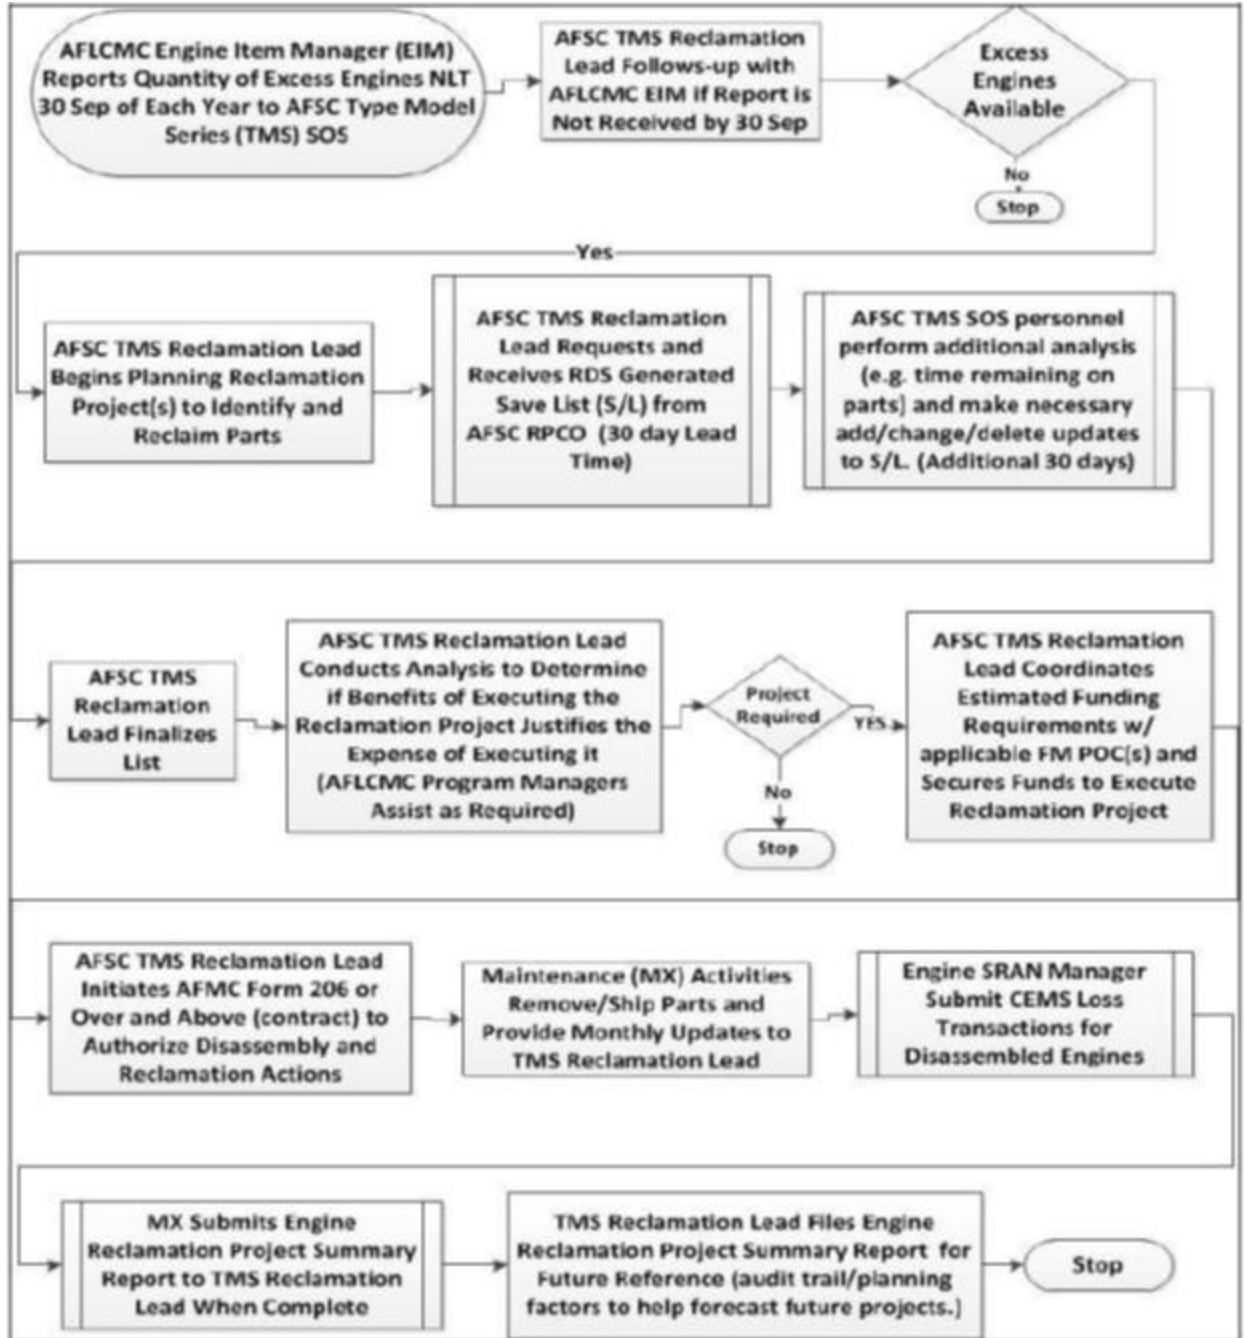 AFLCMC Engine Item Manager (EIM)
Reports Quantity of Excess Engines NLT
30 Sep of Each Year to AFSC Type Model
Series (TMS) SOS
AFSC TMS Reclamation
Lead Follows-up with
AFLCMC EIM if Report is
Not Received by 30 Sep
Excess
Engines
Available
No
Stop
Yes
AFSC TMS Reclamation Lead
Begins Planning Reclamation
Project(s) to Identify and
Reclaim Parts
AFSC TMS Reclamation
Lead Requests and
Receives RDS Generated
Save List (S/L) from
AFSC RPCO (30 day Lead
Time)
AFSC TMS SOS personnel
perform additional analysis
(e.g. time remaining on
parts) and make necessary
add/change/delete updates
to S/L. (Additional 30 days)
AFSC TMS
Reclamation
Lead Finalizes
List
AFSC TMS Reclamation Lead
Conducts Analysis to Determine
if Benefits of Executing the
Reclamation Project Justifies the
Expense of Executing it
(AFLCMC Program Managers
Assist as Required)
Project
Required
YES
No
Stop
AFSC TMS Reclamation
Lead Coordinates
Estimated Funding
Requirements w/
applicable FM POC(s) and
Secures Funds to Execute
Reclamation Project
AFSC TMS Reclamation Lead
Initiates AFMC Form 206 or
Over and Above (contract) to
Authorize Disassembly and
Reclamation Actions
Maintenance (MX) Activities
Remove/Ship Parts and
Provide Monthly Updates to
TMS Reclamation Lead
Engine SRAN Manager
Submit CEMS Loss
Transactions for
Disassembled Engines
MX Submits Engine
Reclamation Project Summary
Report to TMS Reclamation
Lead When Complete
TMS Reclamation Lead Files Engine
Reclamation Project Summary Report for
Future Reference (audit trail/planning
factors to help forecast future projects.)
Stop